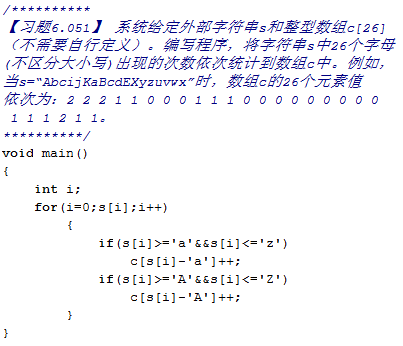 /**********
【习题6.051】 系统给定外部字符串s和整型数组c[26]
（不需要自行定义）。编写程序，将字符串s中26个字母
(不区分大小写)出现的次数依次统计到数组c中。例如，
当s=“AbcijKaBcdEXyzuvwx”时，数组c的26个元素值
依次为：2 2 2 1 1 0 0 0 1 1 1 0 0 0 0 0 0 0 0 0
1 1 1 2 1 1。
**********/
void main()
{
int i;
for(i=0;s[i];i++)
{
if(s[i]>='a'&&s[i]<='z')
c[s[i]-'a']++;
if(s[i]>='A'&&s[i]<='Z')
c[s[i]-'A']++;
}
}